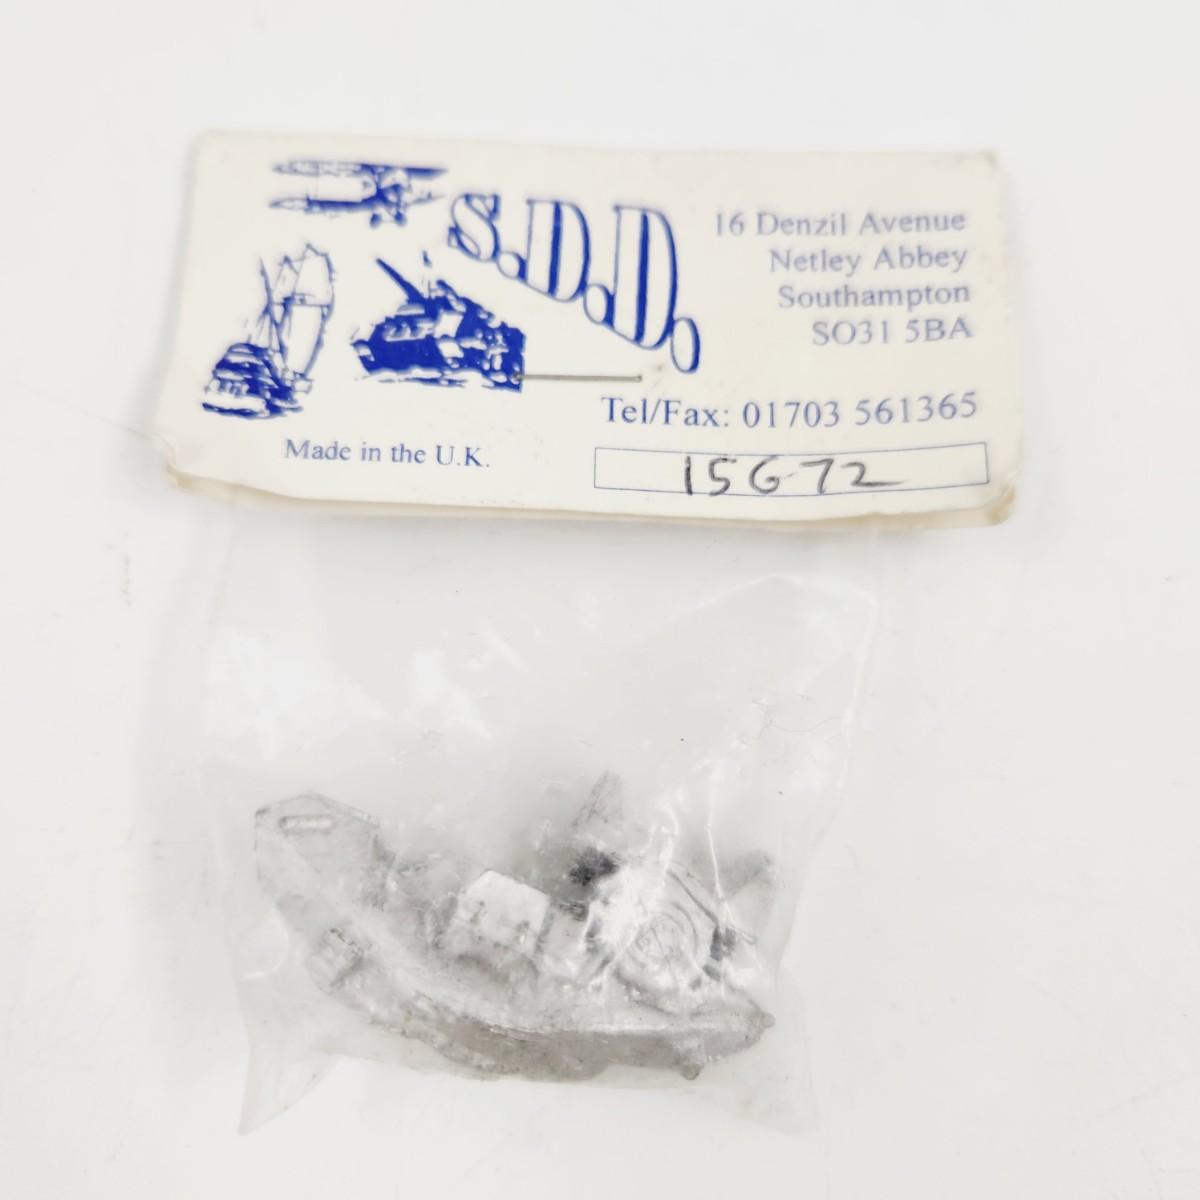 S.D.D.
16 Denzil Avenue
Netley Abbey
Southampton
SO31 5BA
Tel/Fax: 01703 561365
Made in the U.K.
15G72